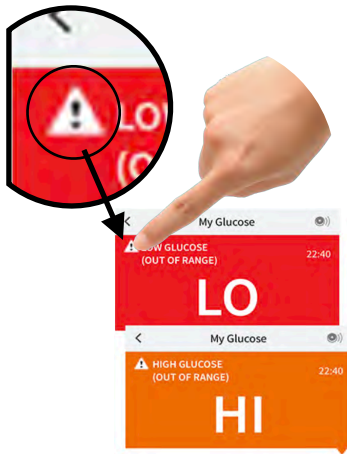 LO
(O
My Glucose
LOW GLUCOSE
(OUT OF RANGE)
22:40
LO
My Glucose
HIGH GLUCOSE
(OUT OF RANGE)
22:40
HI